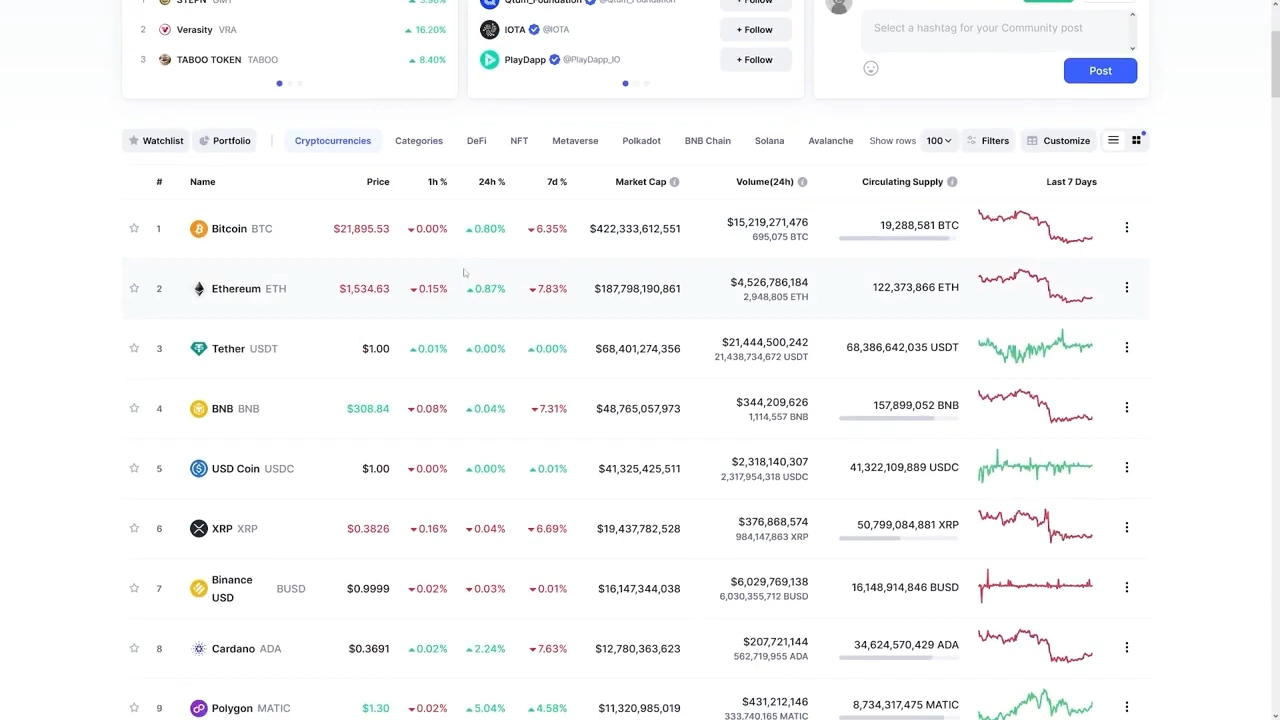 1 STEPN GMT 3.98%
2 Verasity VRA 16.20%
3 TABOO TOKEN TABOO 8.40%
Qtum_Foundation @Qtum_Foundation + Follow
IOTA @IOTA + Follow
PlayDapp @PlayDapp_IO + Follow
Select a hashtag for your Community post
Post
Watchlist Portfolio Cryptocurrencies Categories DeFi NFT Metaverse Polkadot BNB Chain Solana Avalanche Show rows 100 Filters Customize
# Name Price 1h % 24h % 7d % Market Cap Volume(24h) Circulating Supply Last 7 Days
1 Bitcoin BTC $21,895.53 0.00% 0.80% 6.35% $422,333,612,551 $15,219,271,476 19,288,581 BTC
695,075 BTC
2 Ethereum ETH $1,534.63 0.15% 0.87% 7.83% $187,798,190,861 $4,526,786,184 122,373,866 ETH
2,948,805 ETH
3 Tether USDT $1.00 0.01% 0.00% 0.00% $68,401,274,356 $21,444,500,242 68,386,642,035 USDT
21,438,734,672 USDT
4 BNB BNB $308.84 0.08% 0.04% 7.31% $48,765,057,973 $344,209,626 157,899,052 BNB
1,114,557 BNB
5 USD Coin USDC $1.00 0.00% 0.00% 0.01% $41,325,425,511 $2,318,140,307 41,322,109,889 USDC
2,317,954,318 USDC
6 XRP XRP $0.3826 0.16% 0.04% 6.69% $19,437,782,528 $376,868,574 50,799,084,881 XRP
984,147,863 XRP
7 Binance USD BUSD $0.9999 0.02% 0.03% 0.01% $16,147,344,038 $6,029,769,138 16,148,914,846 BUSD
6,030,355,712 BUSD
8 Cardano ADA $0.3691 0.02% 2.24% 7.63% $12,780,363,623 $207,721,144 34,624,570,429 ADA
562,719,955 ADA
9 Polygon MATIC $1.30 0.02% 5.04% 4.58% $11,320,985,019 $431,212,146 8,734,317,475 MATIC
333,740,165 MATIC